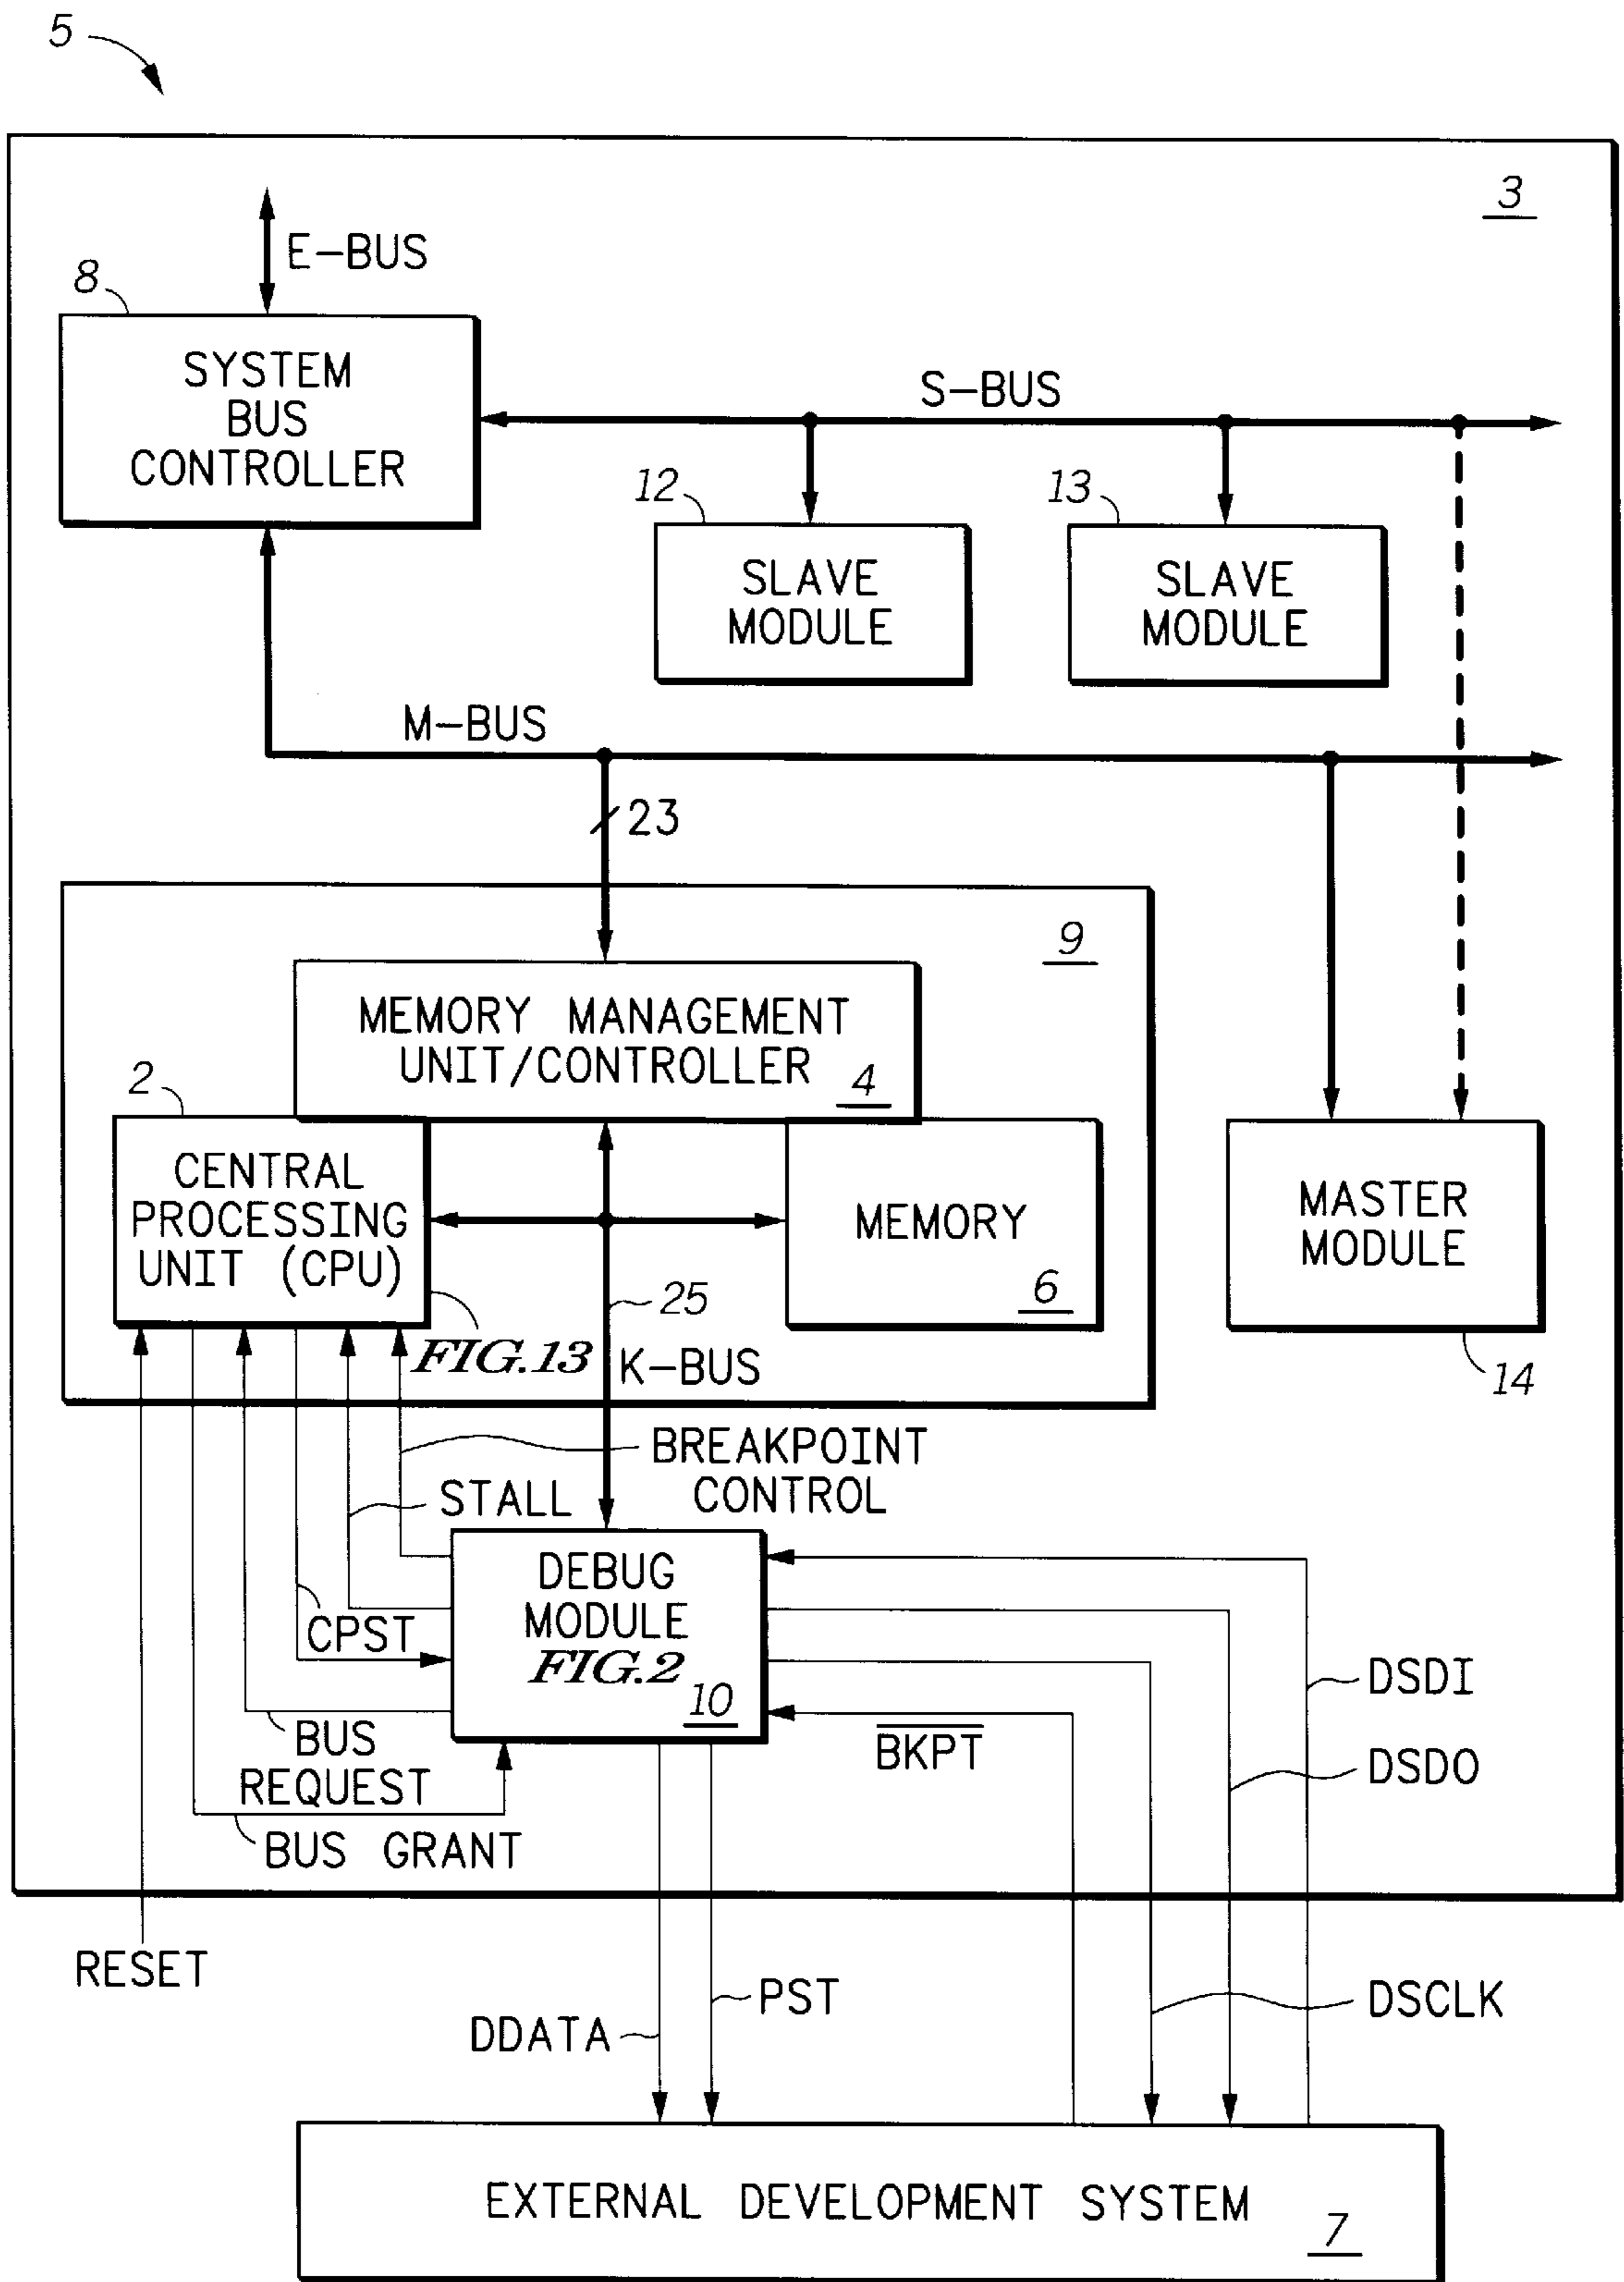 5
3
E-BUS
8
SYSTEM
BUS
CONTROLLER
S-BUS
12
SLAVE
MODULE
13
SLAVE
MODULE
M-BUS
23
9
MEMORY MANAGEMENT
UNIT/CONTROLLER
4
2
CENTRAL
PROCESSING
UNIT (CPU)
FIG.13
MEMORY
6
25
K-BUS
MASTER
MODULE
14
BREAKPOINT
CONTROL
STALL
CPST
DEBUG
MODULE
FIG.2
10
BUS
REQUEST
BUS GRANT
BKPT
DSDI
DSDO
RESET
PST
DDATA
DSCLK
EXTERNAL DEVELOPMENT SYSTEM
7